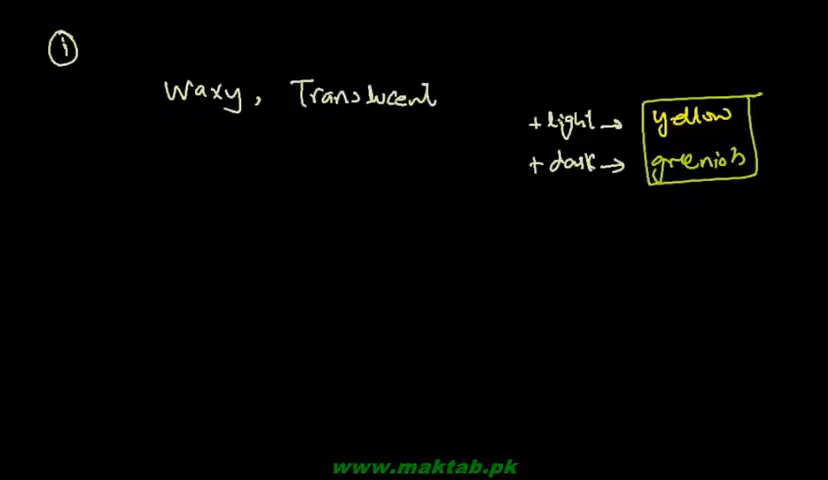 i
Waxy, Translucent
+ light → yellow
+ dark → greenish
www.maktab.pk